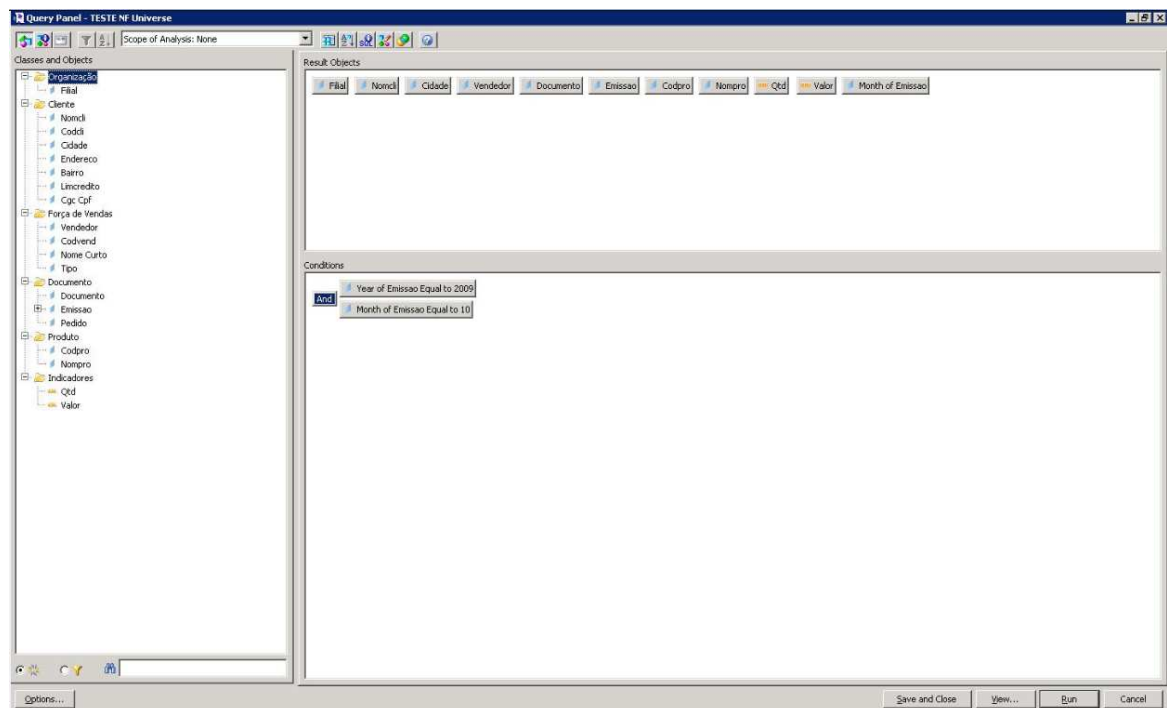 Query Panel - TESTE NF Universe
Scope of Analysis: None
Classes and Objects
Organização
Filial
Cliente
Nomcli
Codcli
Cidade
Endereco
Bairro
Limcredito
Cgc Cpf
Força de Vendas
Vendedor
Codvend
Nome Curto
Tipo
Documento
Documento
Emissao
Pedido
Produto
Codpro
Nompro
Indicadores
Qtd
Valor
Result Objects
Filial Nomcli Cidade Vendedor Documento Emissao Codpro Nompro Qtd Valor Month of Emissao
Conditions
And
Year of Emissao Equal to 2009
Month of Emissao Equal to 10
Options... Save and Close View... Run Cancel